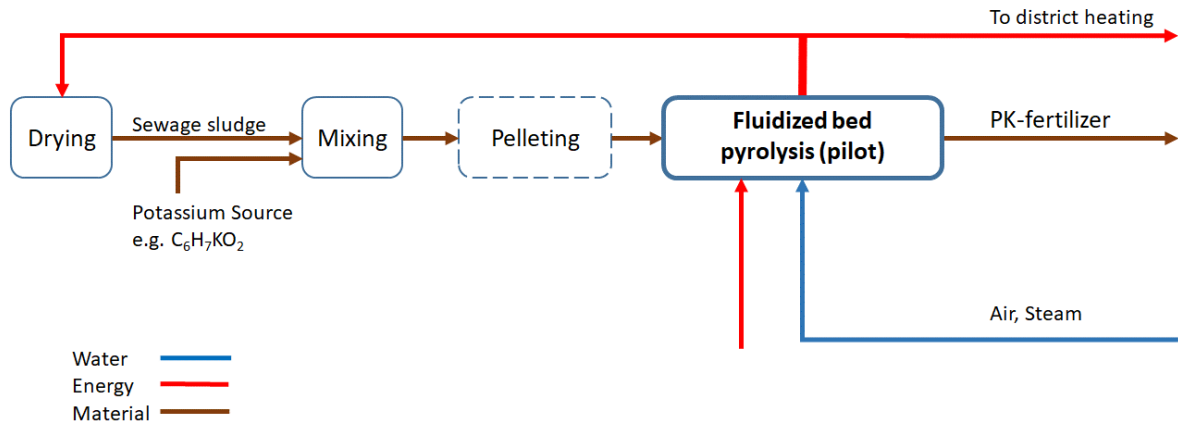 To district heating
Drying
Sewage sludge
Mixing
Pelleting
Fluidized bed
pyrolysis (pilot)
PK-fertilizer
Potassium Source
e.g. C₆H₇KO₂
Air, Steam
Water
Energy
Material